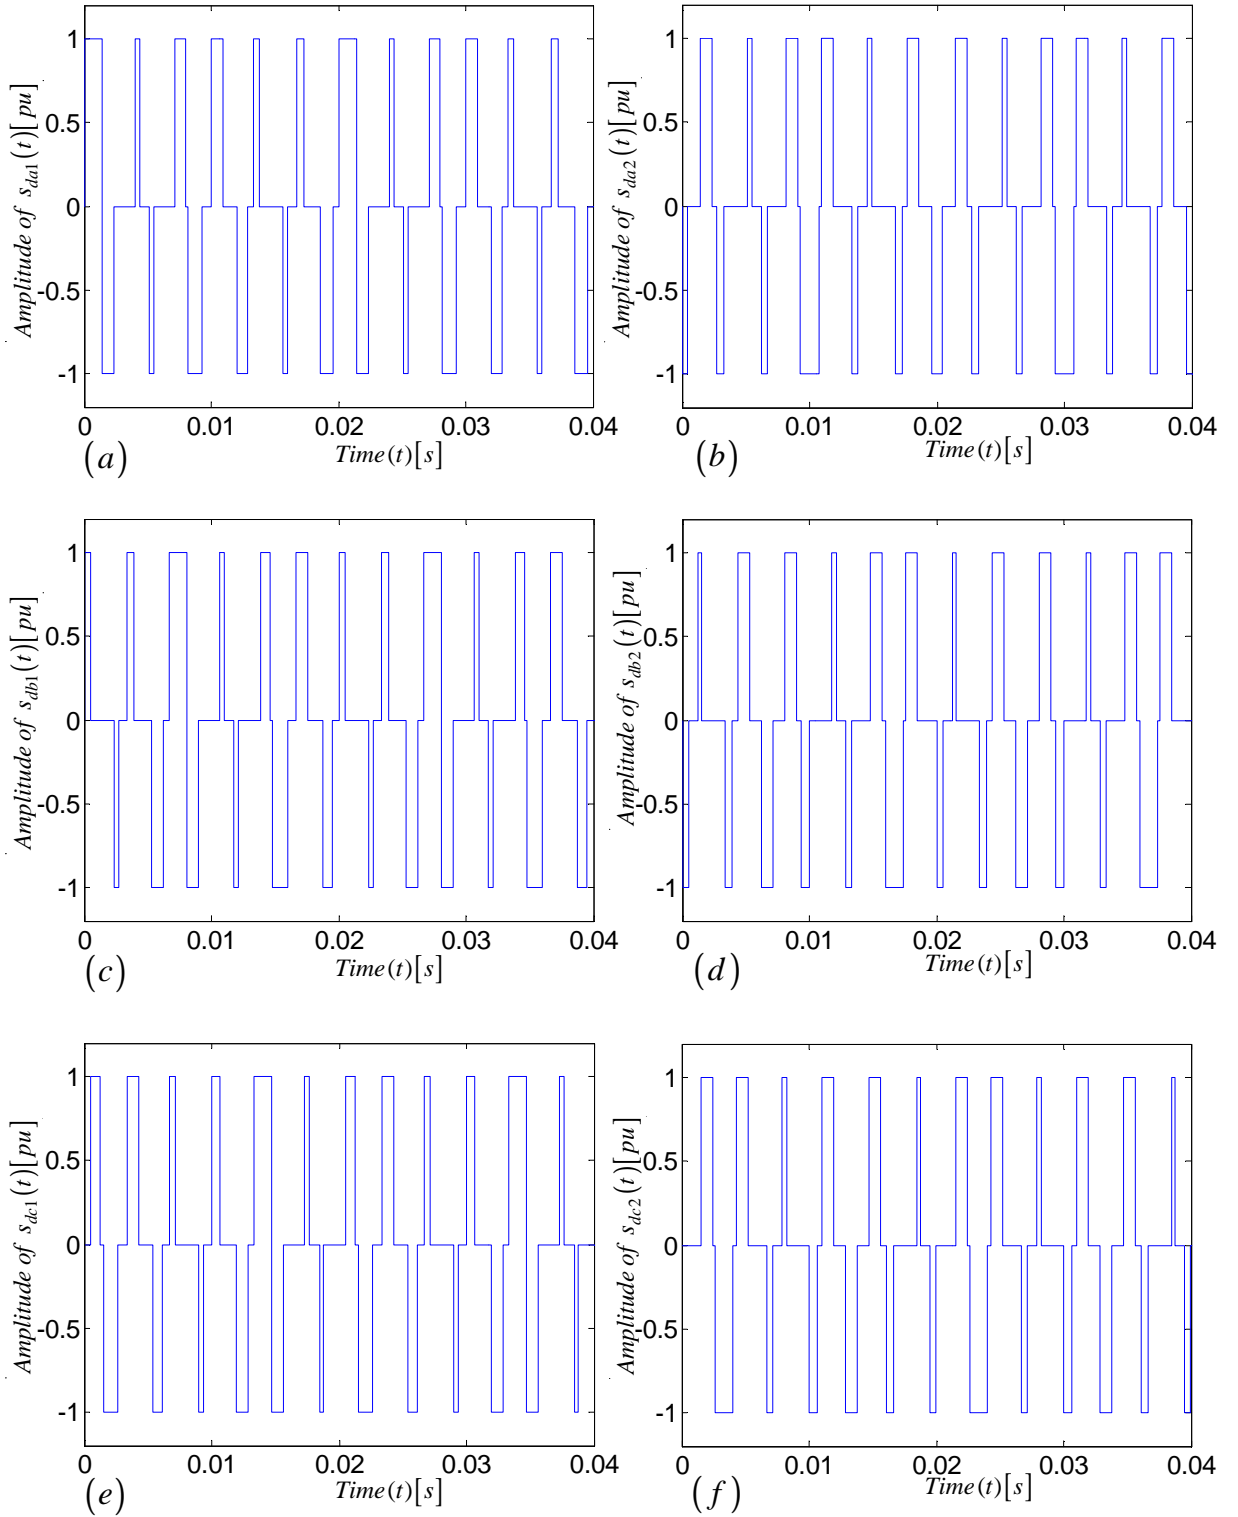 Amplitude of s_da1(t)[pu]
1
0.5
0
-0.5
-1
0 0.01 0.02 0.03 0.04
Time(t)[s]
(a)
Amplitude of s_da2(t)[pu]
1
0.5
0
-0.5
-1
0 0.01 0.02 0.03 0.04
Time(t)[s]
(b)
Amplitude of s_db1(t)[pu]
1
0.5
0
-0.5
-1
0 0.01 0.02 0.03 0.04
Time(t)[s]
(c)
Amplitude of s_db2(t)[pu]
1
0.5
0
-0.5
-1
0 0.01 0.02 0.03 0.04
Time(t)[s]
(d)
Amplitude of s_dc1(t)[pu]
1
0.5
0
-0.5
-1
0 0.01 0.02 0.03 0.04
Time(t)[s]
(e)
Amplitude of s_dc2(t)[pu]
1
0.5
0
-0.5
-1
0 0.01 0.02 0.03 0.04
Time(t)[s]
(f)